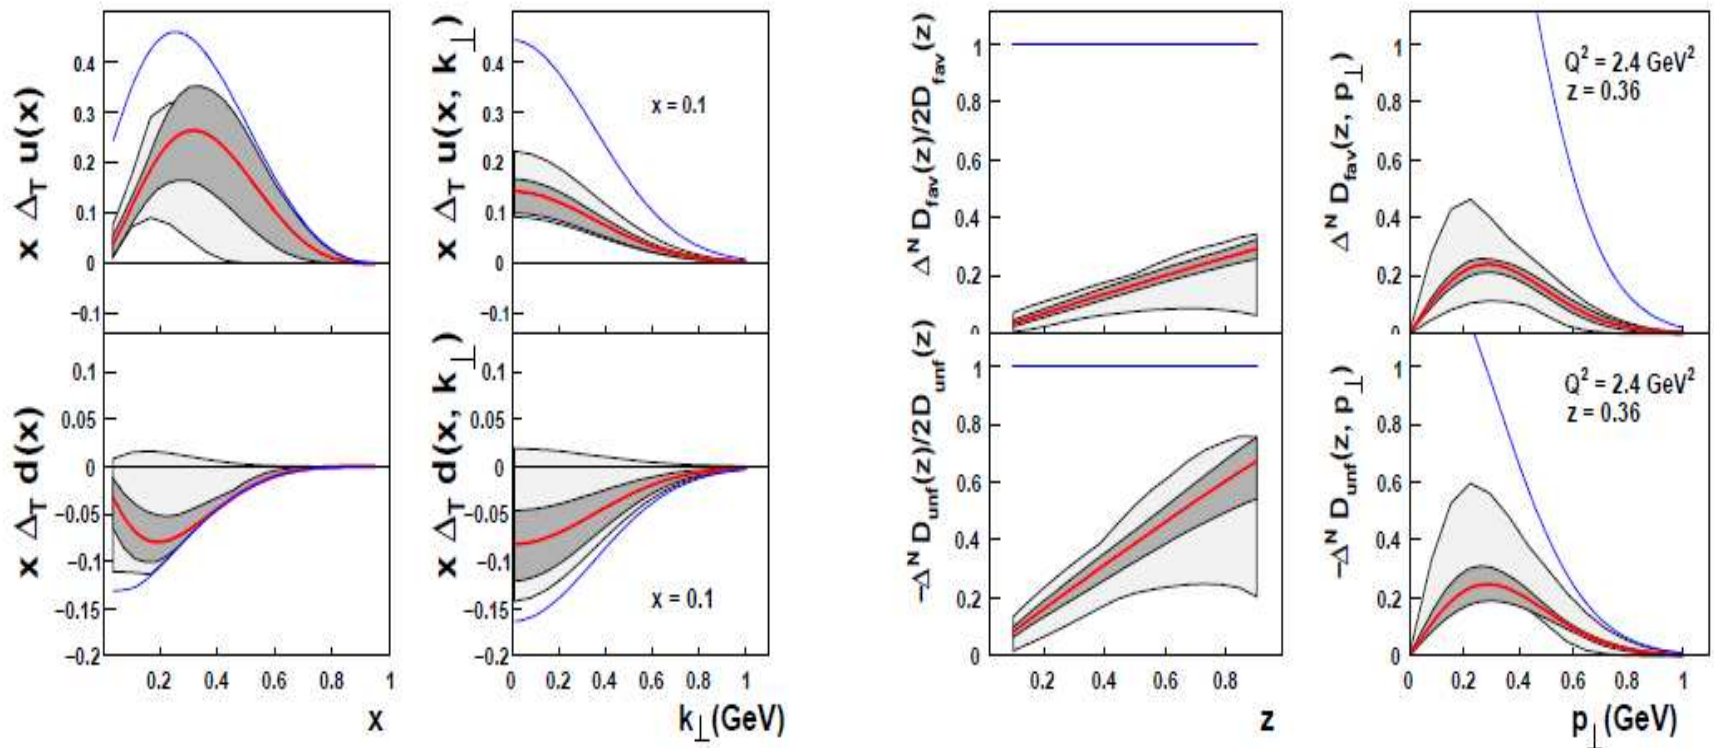 x Δ_T u(x)
0.4
0.3
0.2
0.1
0
−0.1
x Δ_T u(x, k_⊥)
0.4
0.3
0.2
0.1
0
−0.1
x = 0.1
Δ^N D_fav(z)/2D_fav(z)
1
0.8
0.6
0.4
0.2
0
Δ^N D_fav(z, p_⊥)
1
0.8
0.6
0.4
0.2
0
Q² = 2.4 GeV²
z = 0.36
x Δ_T d(x)
0.1
0.05
0
−0.05
−0.1
−0.15
−0.2
0.2 0.4 0.6 0.8 1
x
x Δ_T d(x, k_⊥)
0.1
0.05
0
−0.05
−0.1
−0.15
−0.2
x = 0.1
0 0.2 0.4 0.6 0.8 1
k_⊥(GeV)
−Δ^N D_unf(z)/2D_unf(z)
1
0.8
0.6
0.4
0.2
0
0.2 0.4 0.6 0.8
z
−Δ^N D_unf(z, p_⊥)
1
0.8
0.6
0.4
0.2
0
Q² = 2.4 GeV²
z = 0.36
0 0.2 0.4 0.6 0.8 1
p_⊥(GeV)